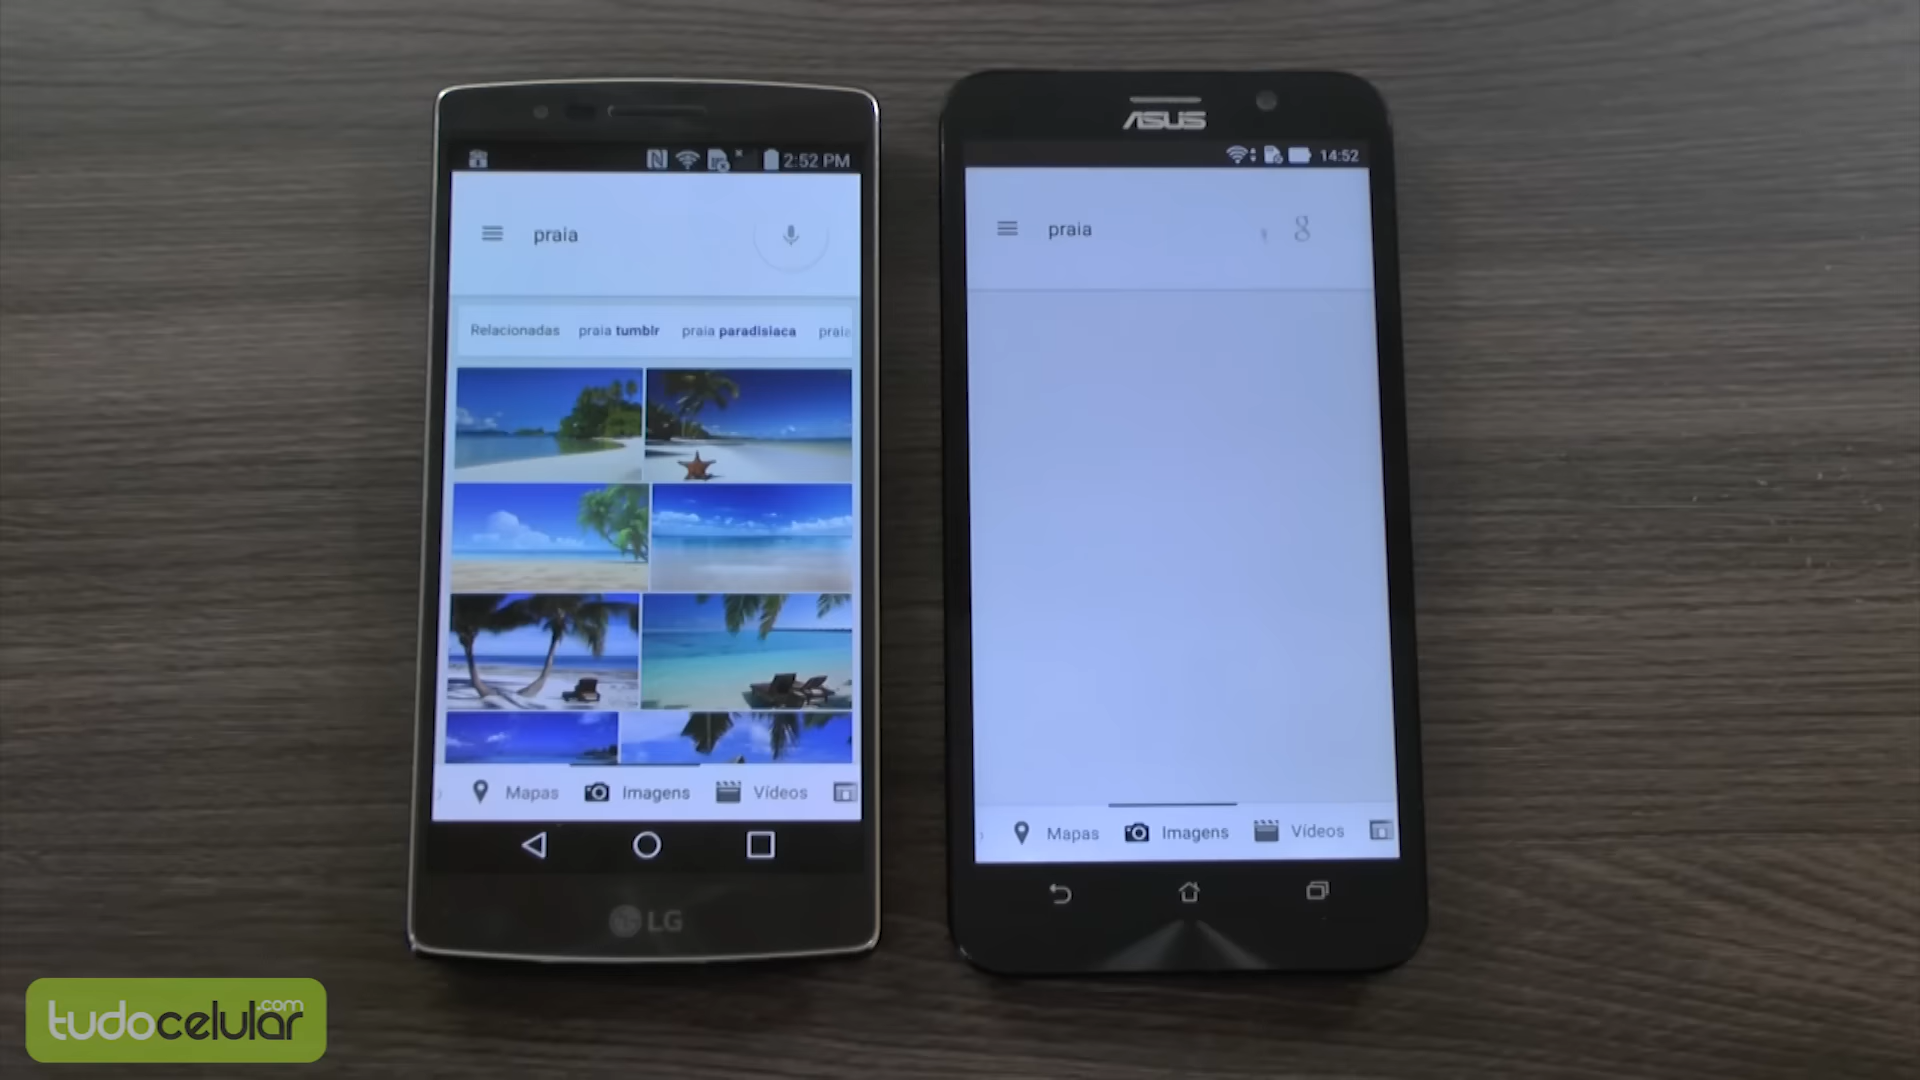 2:52 PM
praia
Relacionadas praia tumblr praia paradisiaca praia
Mapas Imagens Vídeos
LG
ASUS
14:52
praia
g
Mapas Imagens Vídeos
tudocelular.com